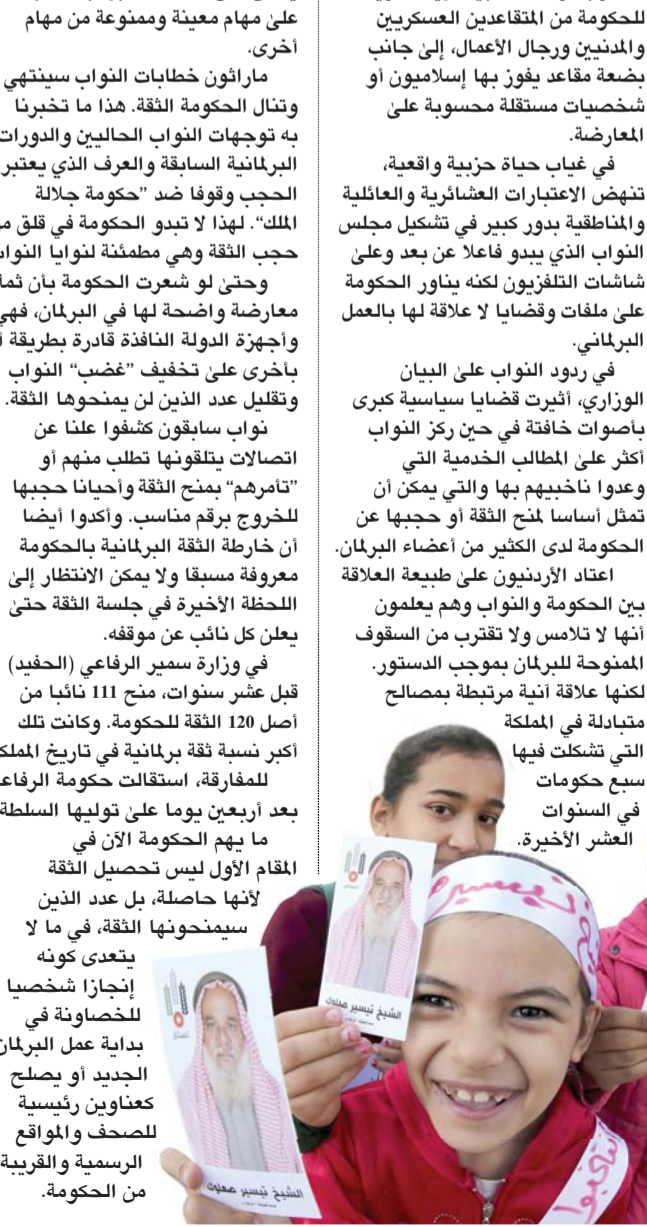 للحكومة من المتقاعدين العسكريين
والمدنيين ورجال الأعمال، إلى جانب
بضعة مقاعد يفوز بها إسلاميون أو
شخصيات مستقلة محسوبة على
المعارضة.
في غياب حياة حزبية واقعية،
تنهض الاعتبارات العشائرية والعائلية
والمناطقية بدور كبير في تشكيل مجلس
النواب الذي يبدو فاعلا عن بعد وعلى
شاشات التلفزيون لكنه يناور الحكومة
على ملفات وقضايا لا علاقة لها بالعمل
البرلماني.
في ردود النواب على البيان
الوزاري، أثيرت قضايا سياسية كبرى
بأصوات خافتة في حين ركز النواب
أكثر على المطالب الخدمية التي
وعدوا ناخبيهم بها والتي يمكن أن
تمثل أساسا لمنح الثقة أو حجبها عن
الحكومة لدى الكثير من أعضاء البرلمان.
اعتاد الأردنيون على طبيعة العلاقة
بين الحكومة والنواب وهم يعلمون
أنها لا تلامس ولا تقترب من السقوف
الممنوحة للبرلمان بموجب الدستور.
لكنها علاقة آنية مرتبطة بمصالح
متبادلة في المملكة
التي تشكلت فيها
سبع حكومات
في السنوات
العشر الأخيرة.
على مهام معينة وممنوعة من مهام
أخرى.
ماراثون خطابات النواب سينتهي
وتنال الحكومة الثقة. هذا ما تخبرنا
به توجهات النواب الحاليين والدورات
البرلمانية السابقة والعرف الذي يعتبر
الحجب وقوفا ضد "حكومة جلالة
الملك". لهذا لا تبدو الحكومة في قلق
حجب الثقة وهي مطمئنة لنوايا
وحتى لو شعرت الحكومة بأن
معارضة واضحة لها في البرلمان، فهي
وأجهزة الدولة النافذة قادرة بطريقة
بأخرى على تخفيف "غضب" النواب
وتقليل عدد الذين لن يمنحوها الثقة.
نواب سابقون كشفوا علنا عن
اتصالات يتلقونها تطلب منهم أو
"تأمرهم" بمنح الثقة وأحيانا حجبها
للخروج برقم مناسب. وأكدوا أيضا
أن خارطة الثقة البرلمانية بالحكومة
معروفة مسبقا ولا يمكن الانتظار إلى
اللحظة الأخيرة في جلسة الثقة حتى
يعلن كل نائب عن موقفه.
في وزارة سمير الرفاعي (الحفيد)
قبل عشر سنوات، منح 111 نائبا من
أصل 120 الثقة للحكومة. وكانت تلك
أكبر نسبة ثقة برلمانية في تاريخ
للمفارقة، استقالت حكومة
بعد أربعين يوما على توليها السلطة
ما يهم الحكومة الآن في
المقام الأول ليس تحصيل الثقة
لأنها حاصلة، بل عدد الذين
سيمنحونها الثقة، في ما لا
يتعدى كونه
إنجازا شخصيا
للخصاونة في
بداية عمل البرلمان
الجديد أو يصلح
كعناوين رئيسية
للصحف والمواقع
الرسمية والقريبة
من الحكومة.
الشيخ تيسير
الشيخ تيسير
انتخبوا